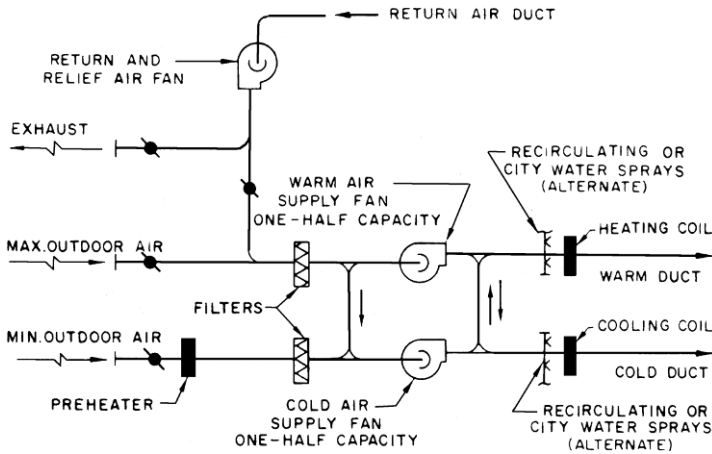 RETURN AIR DUCT
RETURN AND
RELIEF AIR FAN
EXHAUST
RECIRCULATING OR
CITY WATER SPRAYS
(ALTERNATE)
WARM AIR
SUPPLY FAN
ONE-HALF CAPACITY
HEATING COIL
MAX. OUTDOOR AIR
WARM DUCT
FILTERS
MIN. OUTDOOR AIR
COOLING COIL
COLD DUCT
PREHEATER
COLD AIR
SUPPLY FAN
ONE-HALF CAPACITY
RECIRCULATING OR
CITY WATER SPRAYS
(ALTERNATE)